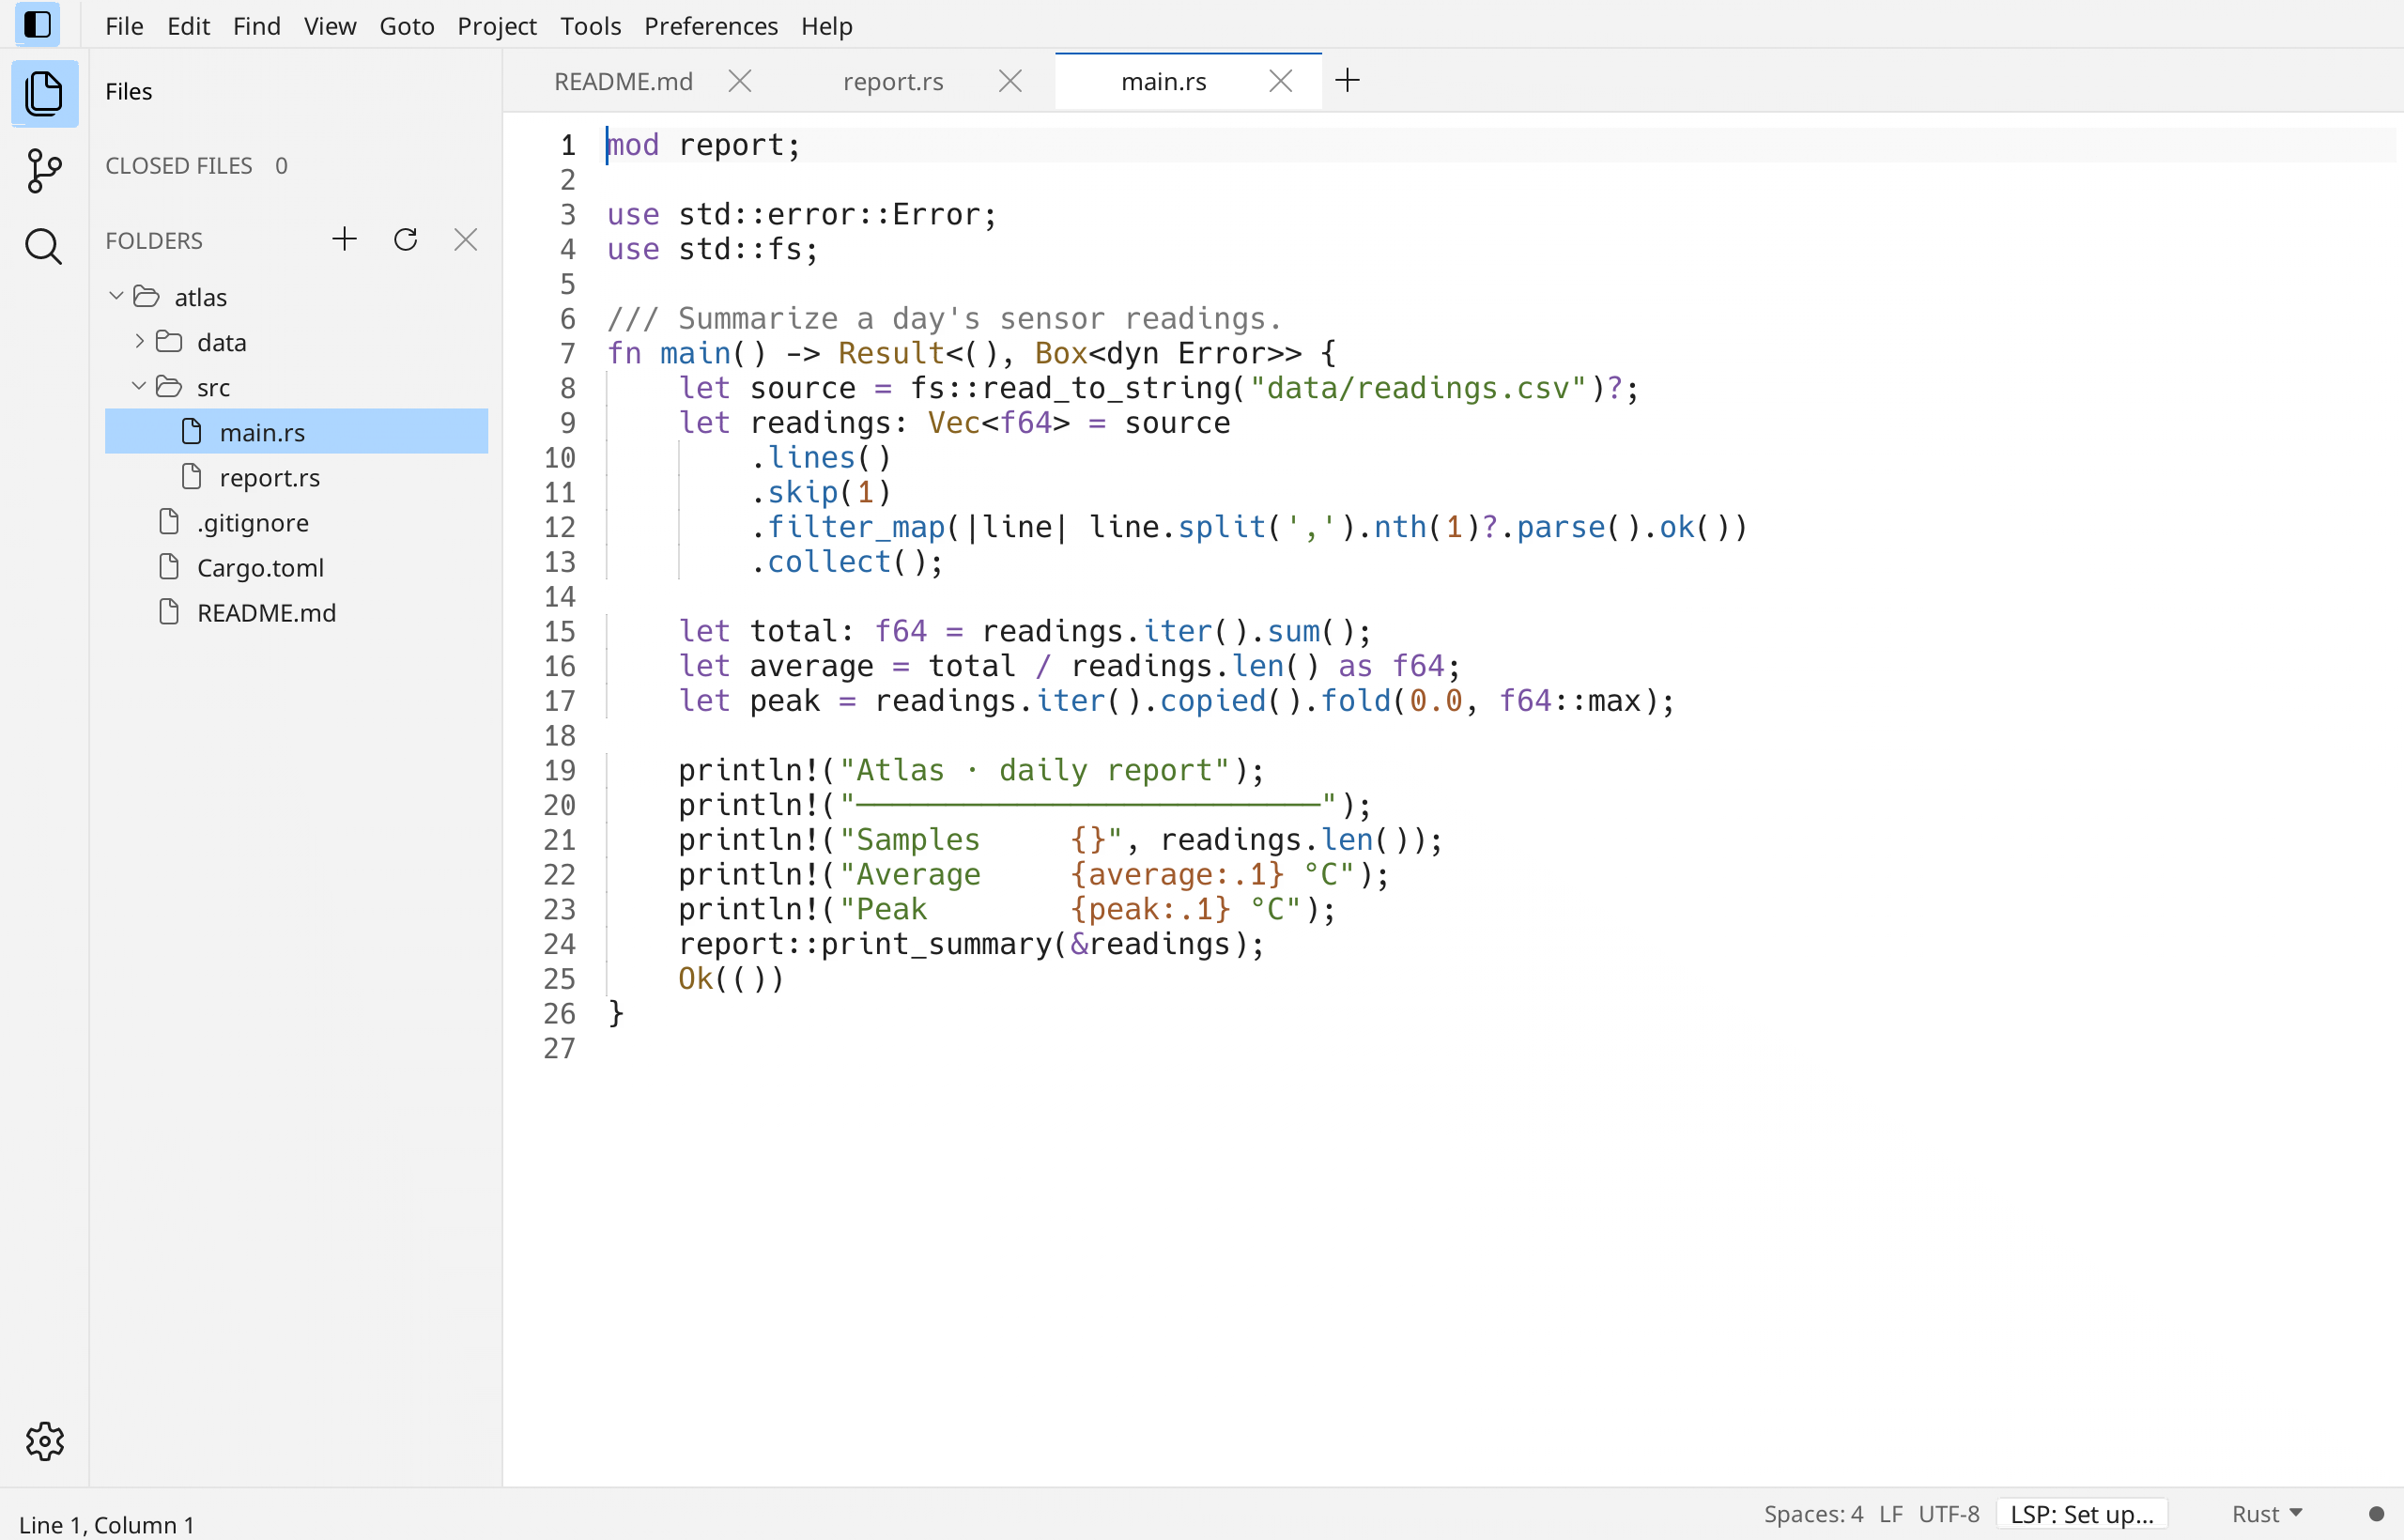 File Edit Find View Goto Project Tools Preferences Help
Files
CLOSED FILES 0
FOLDERS
atlas
data
src
main.rs
report.rs
.gitignore
Cargo.toml
README.md
README.md report.rs main.rs
1 mod report;
2
3 use std::error::Error;
4 use std::fs;
5
6 /// Summarize a day's sensor readings.
7 fn main() -> Result<(), Box<dyn Error>> {
8     let source = fs::read_to_string("data/readings.csv")?;
9     let readings: Vec<f64> = source
10         .lines()
11         .skip(1)
12         .filter_map(|line| line.split(',').nth(1)?.parse().ok())
13         .collect();
14
15     let total: f64 = readings.iter().sum();
16     let average = total / readings.len() as f64;
17     let peak = readings.iter().copied().fold(0.0, f64::max);
18
19     println!("Atlas · daily report");
20     println!("──────────────────────────");
21     println!("Samples     {}", readings.len());
22     println!("Average     {average:.1} °C");
23     println!("Peak        {peak:.1} °C");
24     report::print_summary(&readings);
25     Ok(())
26 }
27
Line 1, Column 1
Spaces: 4 LF UTF-8 LSP: Set up... Rust